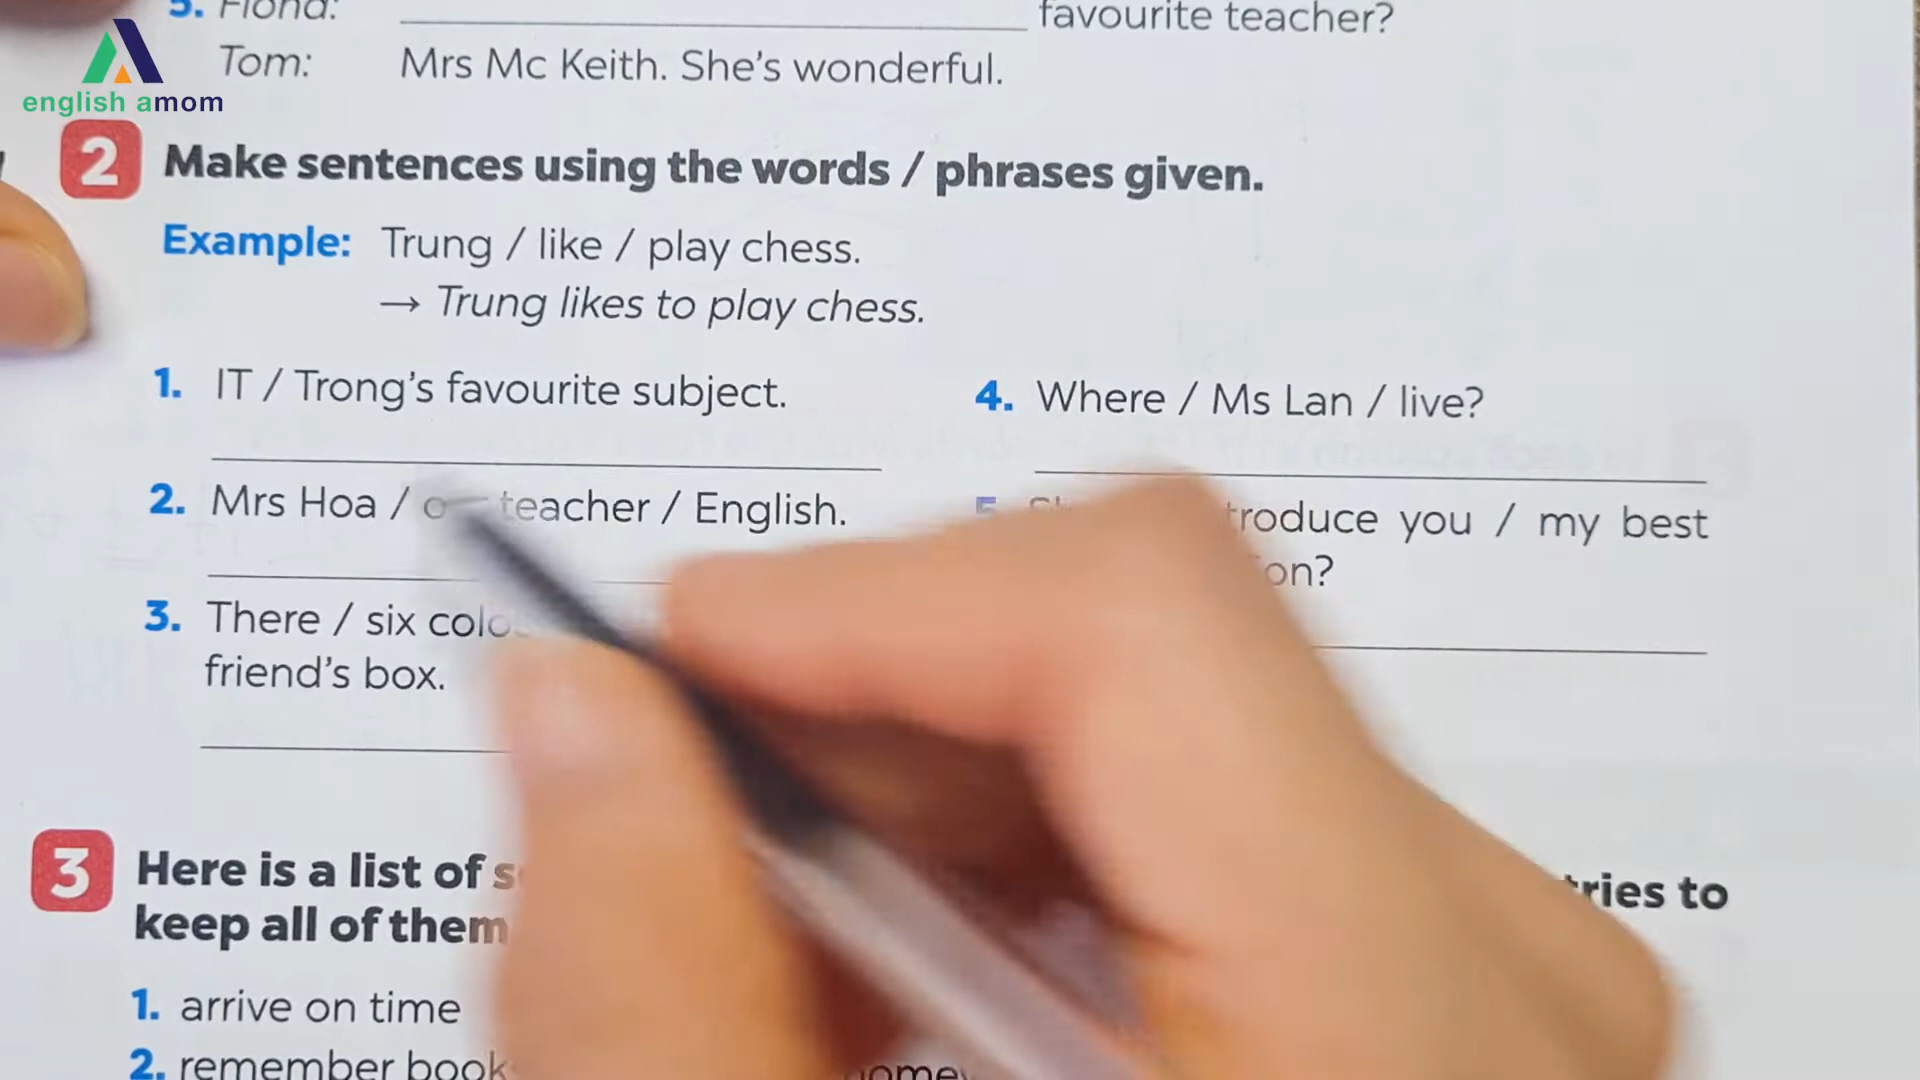 5. Fiona: favourite teacher?
Tom: Mrs Mc Keith. She's wonderful.
english amom
2 Make sentences using the words / phrases given.
Example: Trung / like / play chess.
→ Trung likes to play chess.
1. IT / Trong's favourite subject.
2. Mrs Hoa / teacher / English.
3. There / six
friend's box.
4. Where / Ms Lan / live?
5. you / my best
3 Here is a list of
keep all of them
to
1. arrive on time
2. remember